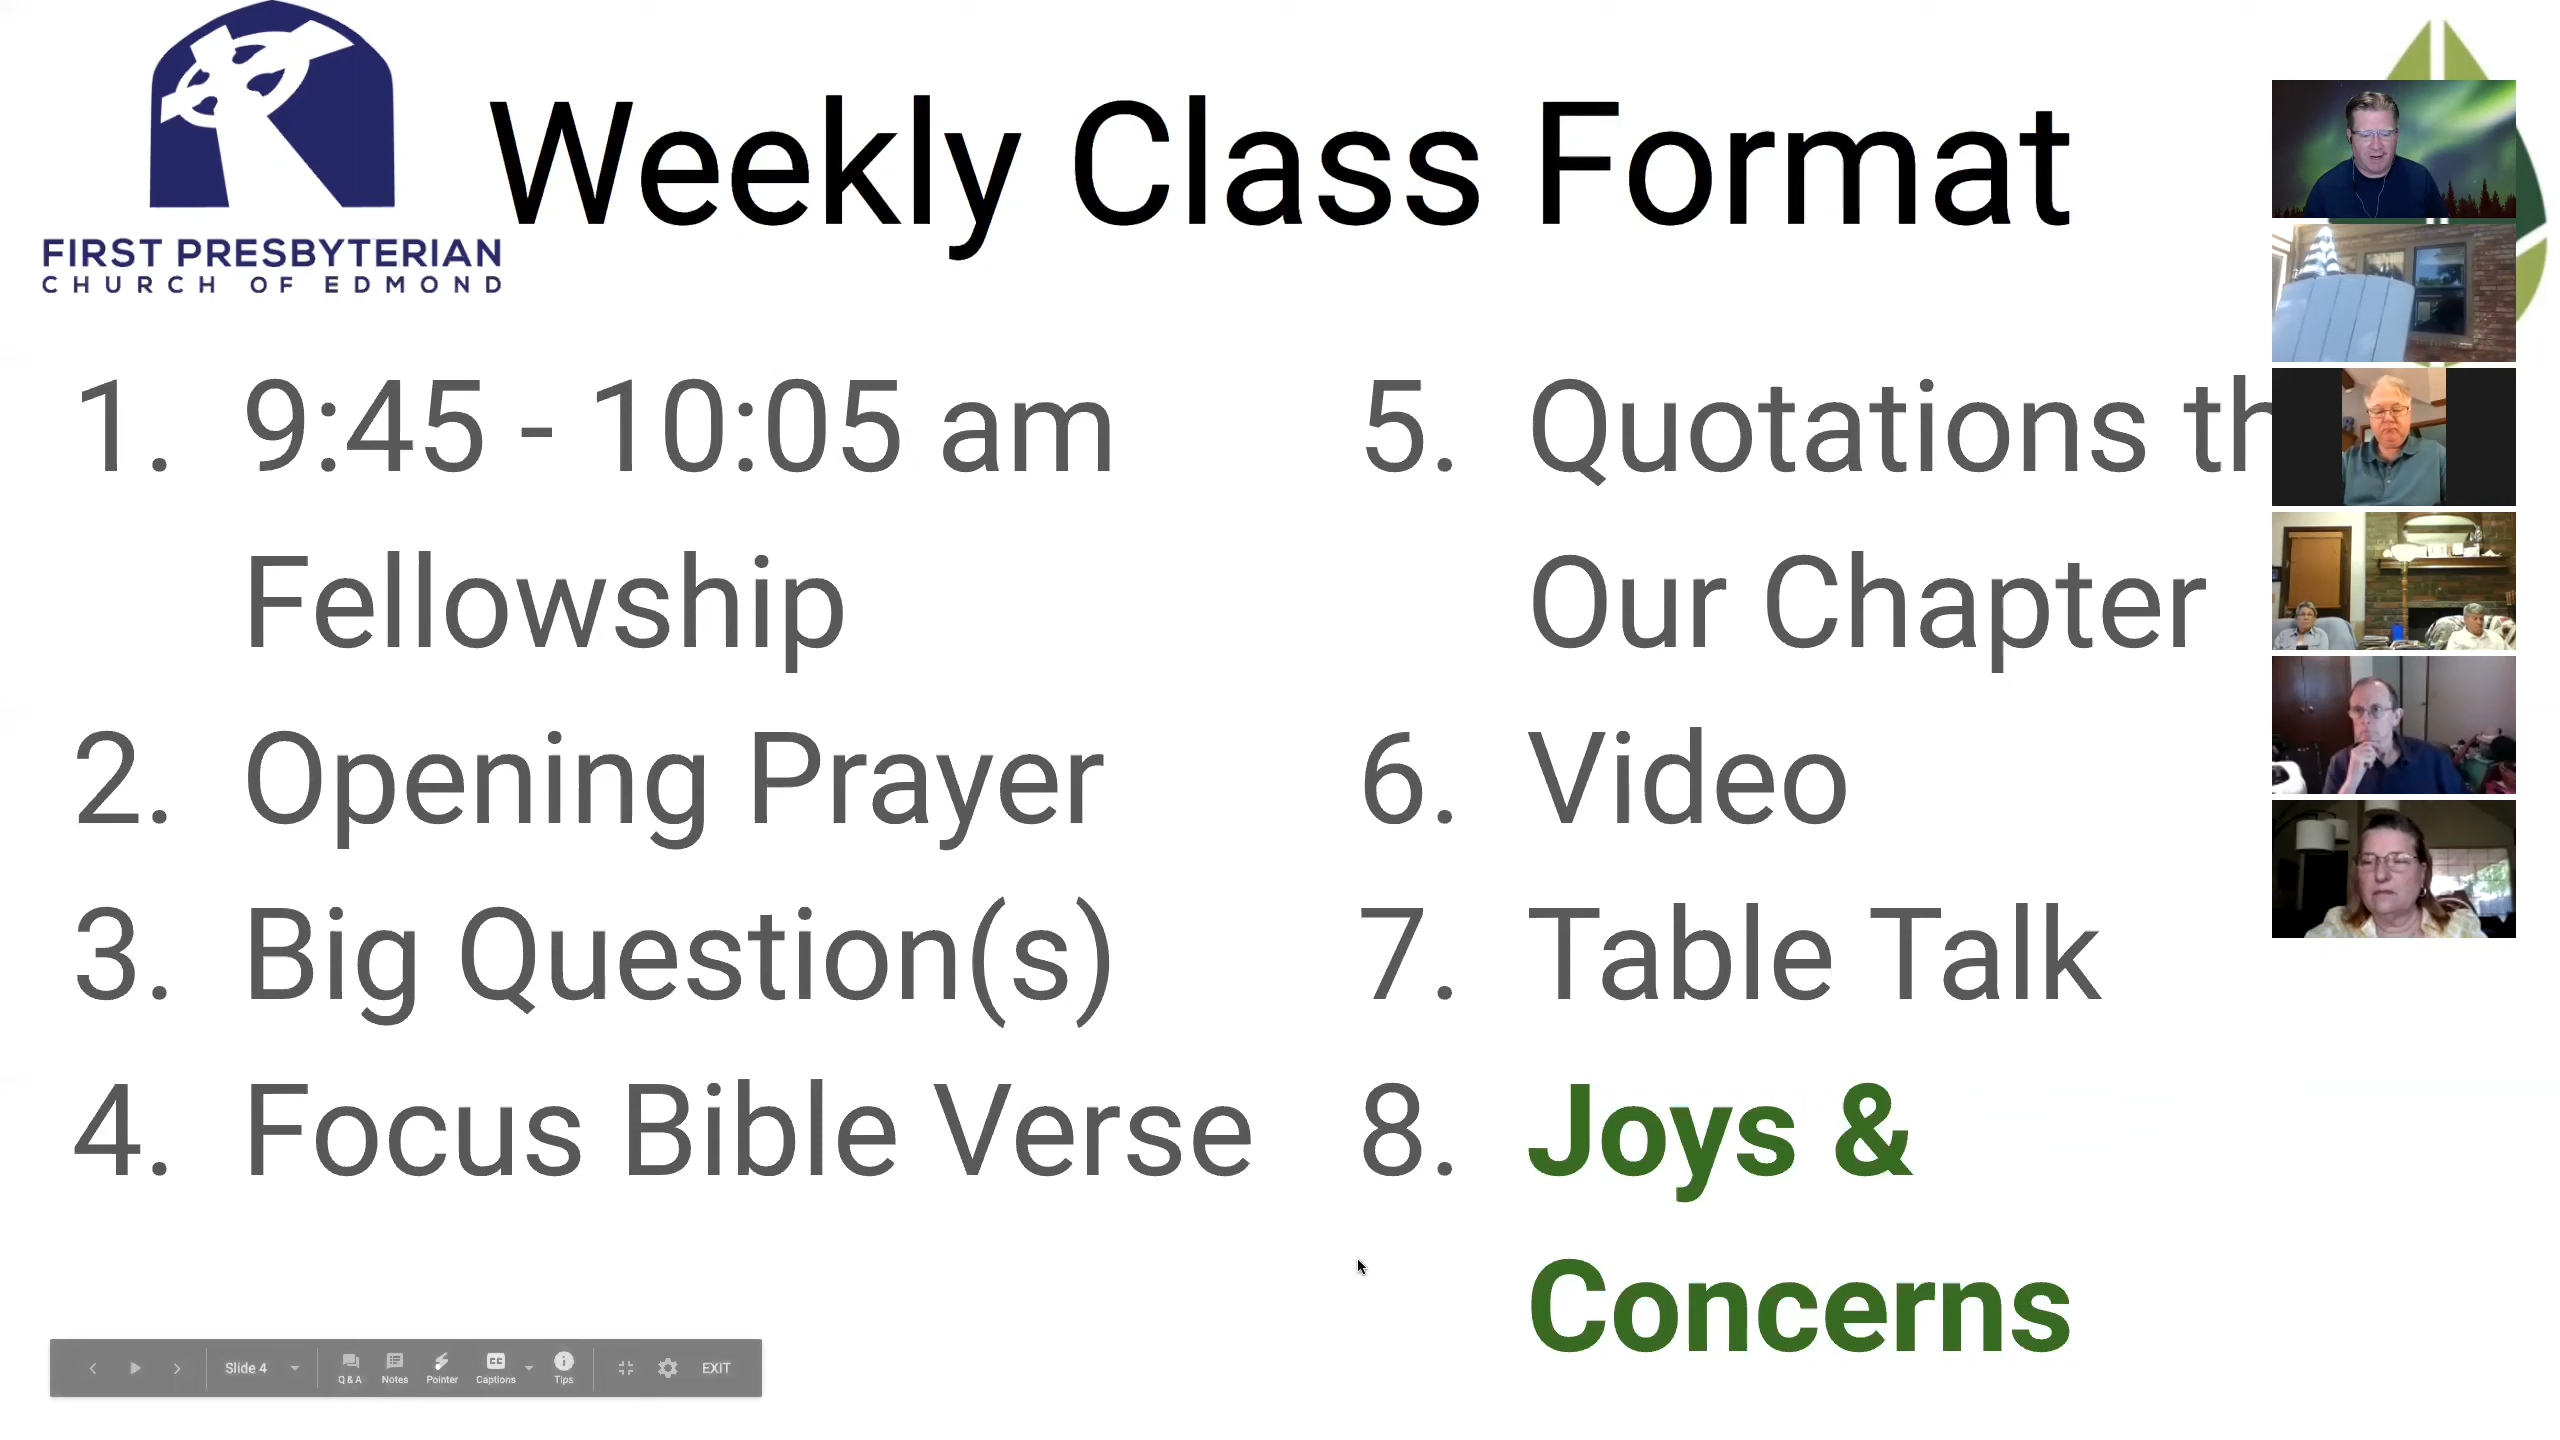 FIRST PRESBYTERIAN
CHURCH OF EDMOND
Weekly Class Format
1. 9:45 - 10:05 am
Fellowship
2. Opening Prayer
3. Big Question(s)
4. Focus Bible Verse
5. Quotations
Our Chapter
6. Video
7. Table Talk
8. Joys &
Concerns
Slide 4
Q & A
Notes
Pointer
CC
Captions
Tips
EXIT